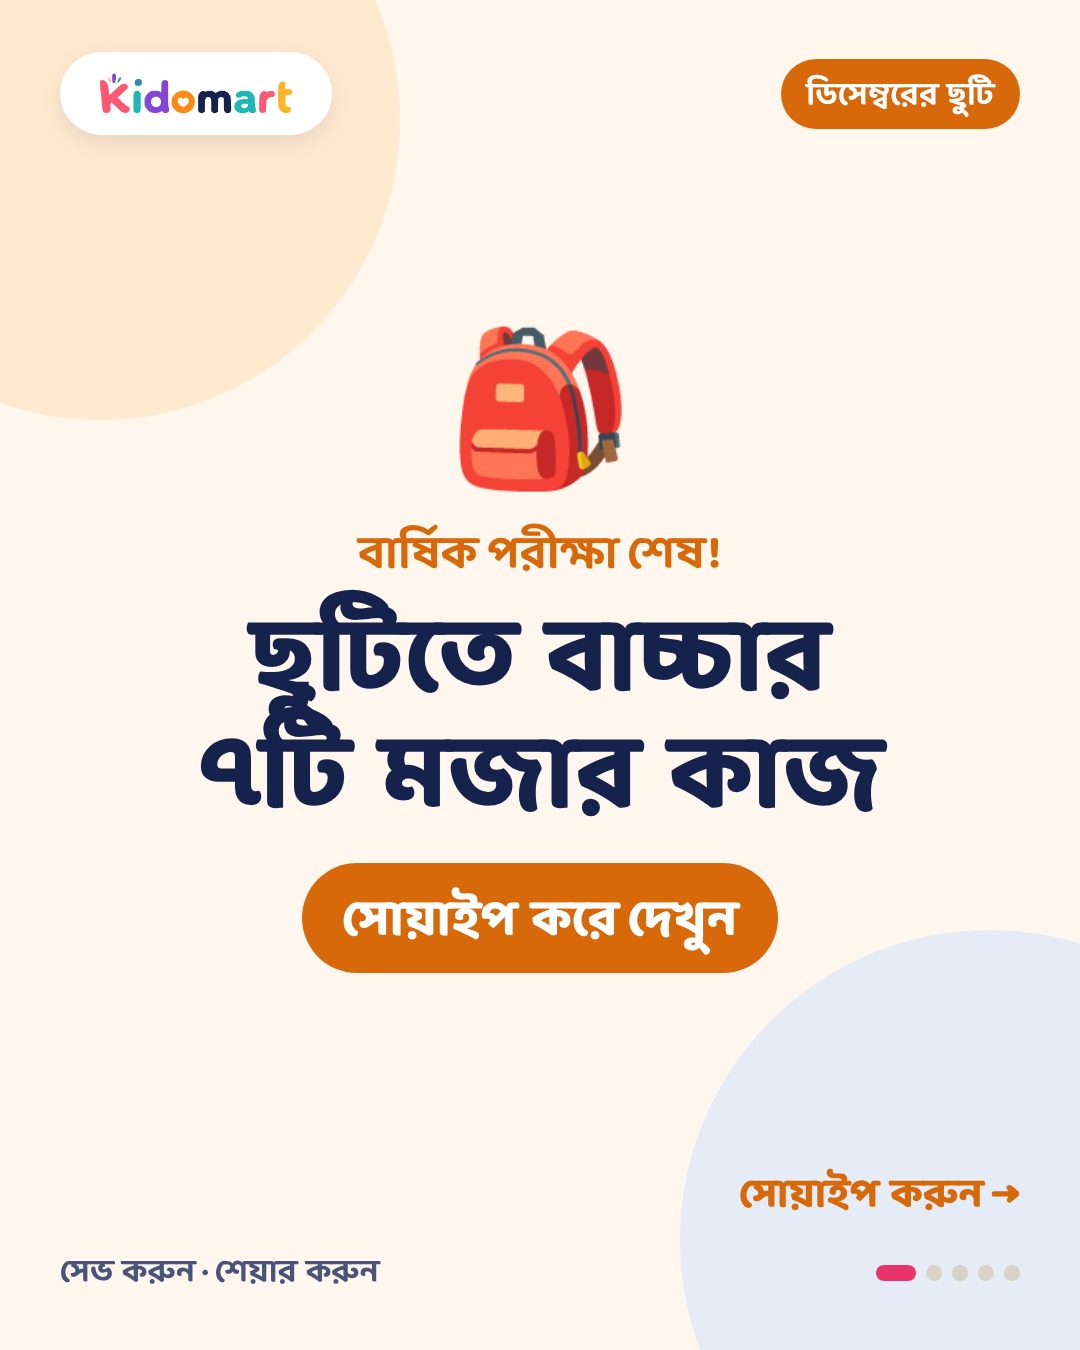 Kidomart
ডিসেম্বরের ছুটি
বার্ষিক পরীক্ষা শেষ!
ছুটিতে বাচ্চার
৭টি মজার কাজ
সোয়াইপ করে দেখুন
সোয়াইপ করুন →
সেভ করুন · শেয়ার করুন